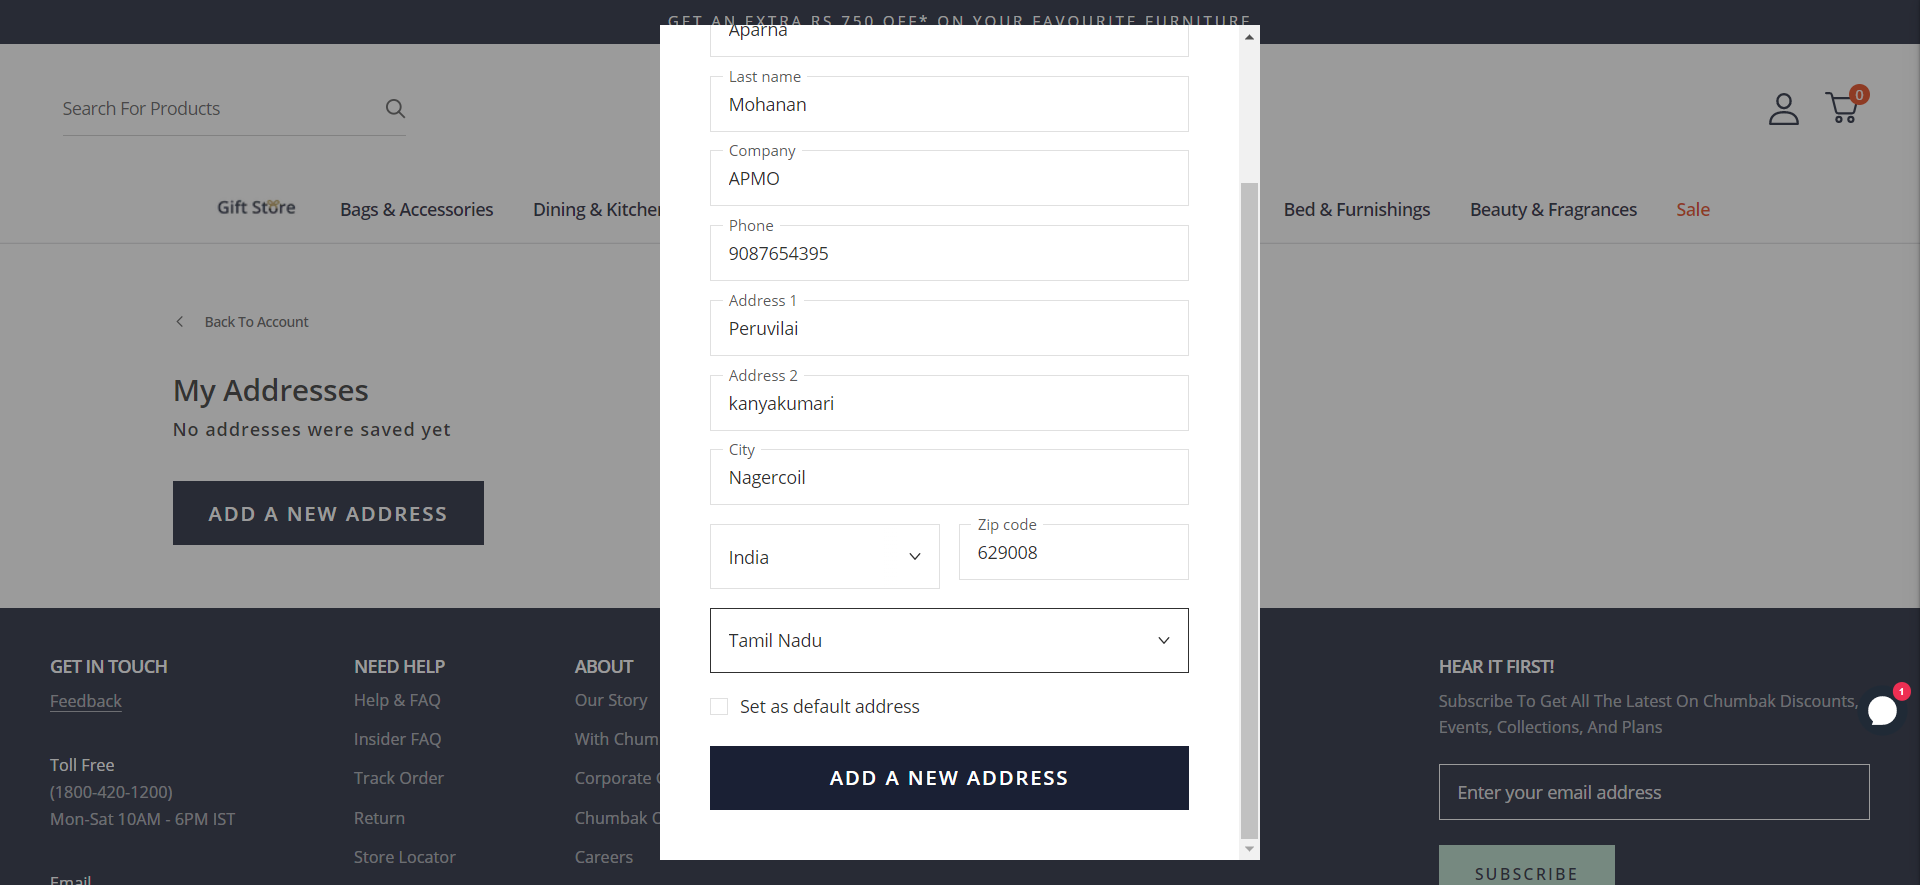 GET AN EXTRA RS 750 OFF* ON YOUR FAVOURITE FURNITURE
Search For Products
0
Gift Store
Bags & Accessories
Dining & Kitchen
Bed & Furnishings
Beauty & Fragrances
Sale
Back To Account
My Addresses
No addresses were saved yet
ADD A NEW ADDRESS
Aparna
Last name
Mohanan
Company
APMO
Phone
9087654395
Address 1
Peruvilai
Address 2
kanyakumari
City
Nagercoil
India
Zip code
629008
Tamil Nadu
Set as default address
ADD A NEW ADDRESS
GET IN TOUCH
Feedback
Toll Free
(1800-420-1200)
Mon-Sat 10AM - 6PM IST
Email
NEED HELP
Help & FAQ
Insider FAQ
Track Order
Return
Store Locator
ABOUT
Our Story
With Chum
Corporate
Chumbak
Careers
HEAR IT FIRST!
Subscribe To Get All The Latest On Chumbak Discounts,
Events, Collections, And Plans
Enter your email address
SUBSCRIBE
1